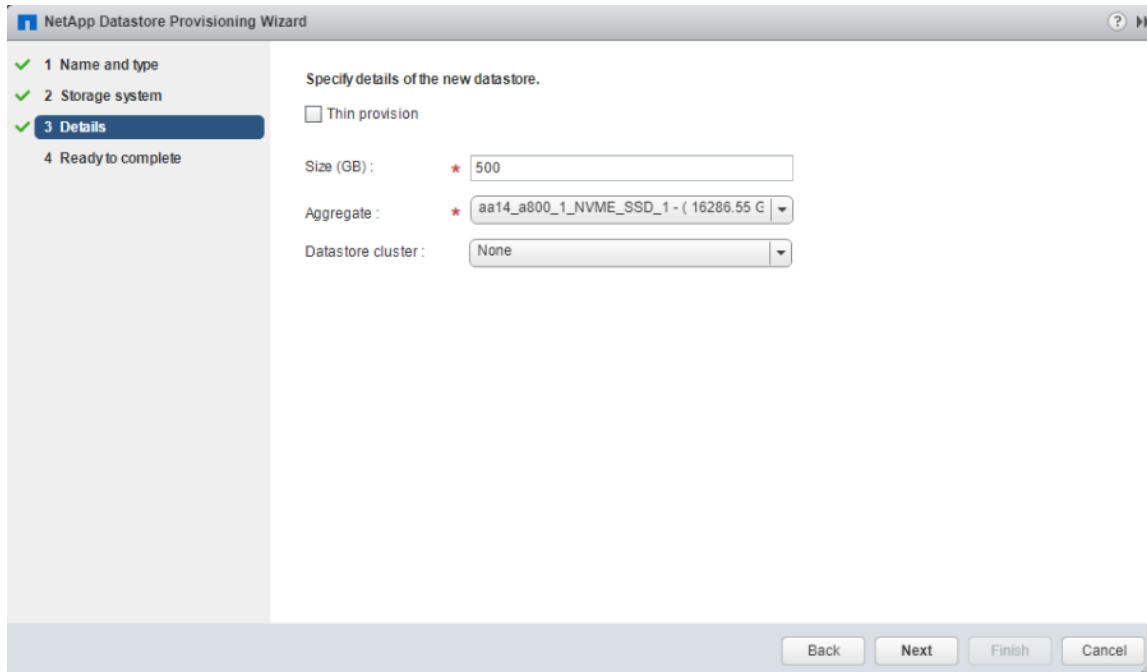 NetApp Datastore Provisioning Wizard
?
1 Name and type
2 Storage system
3 Details
4 Ready to complete
Specify details of the new datastore.
Thin provision
Size (GB) : * 500
Aggregate : * aa14_a800_1_NVME_SSD_1 - ( 16286.55 G
Datastore cluster : None
Back Next Finish Cancel